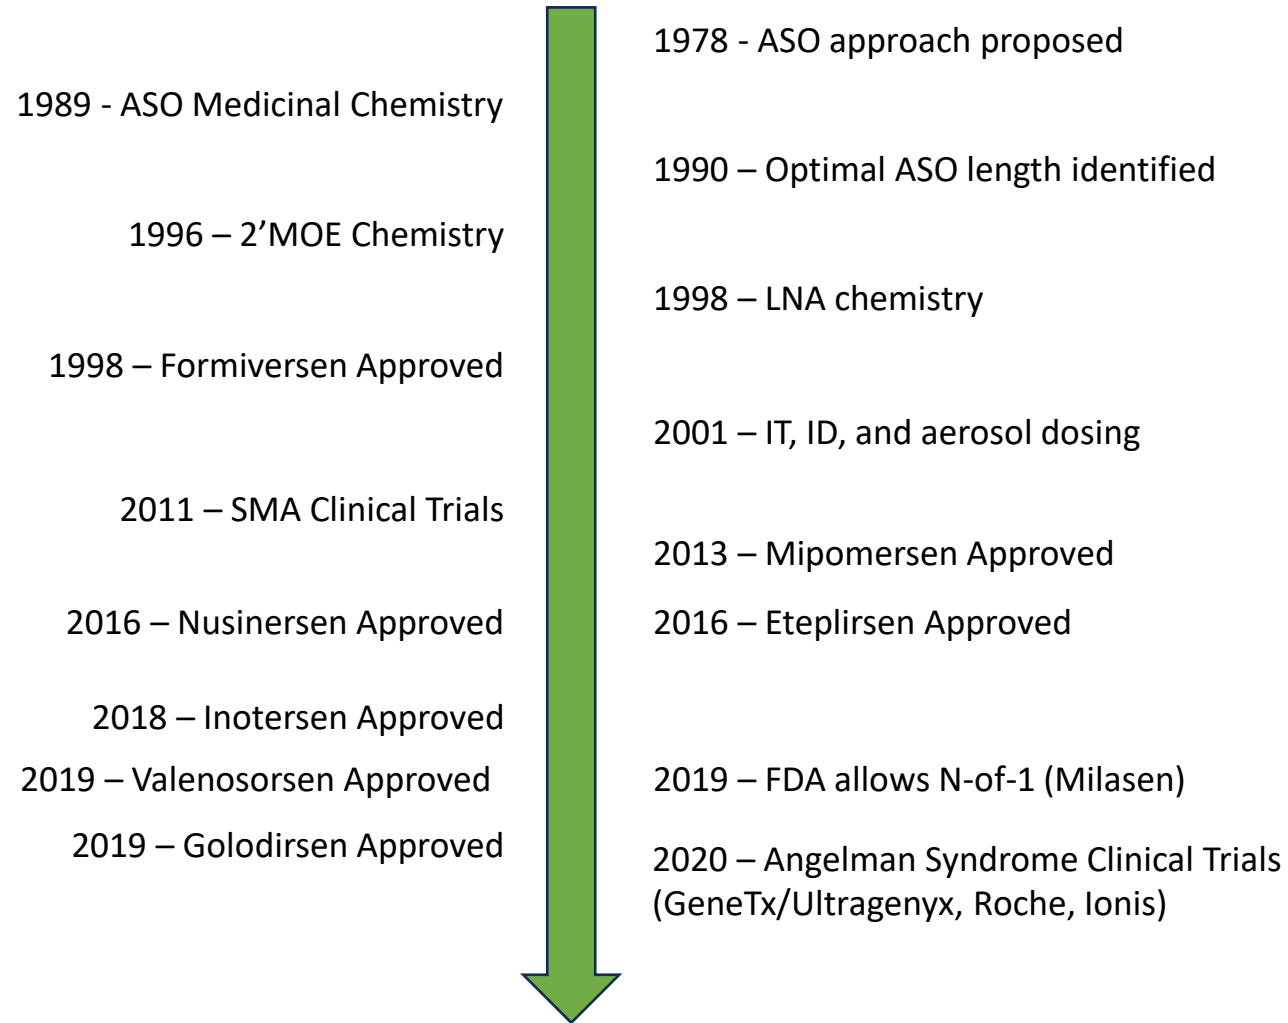 1978 - ASO approach proposed
1989 - ASO Medicinal Chemistry
1990 – Optimal ASO length identified
1996 – 2’MOE Chemistry
1998 – LNA chemistry
1998 – Formiversen Approved
2001 – IT, ID, and aerosol dosing
2011 – SMA Clinical Trials
2013 – Mipomersen Approved
2016 – Nusinersen Approved
2016 – Eteplirsen Approved
2018 – Inotersen Approved
2019 – Valenosorsen Approved
2019 – FDA allows N-of-1 (Milasen)
2019 – Golodirsen Approved
2020 – Angelman Syndrome Clinical Trials
(GeneTx/Ultragenyx, Roche, Ionis)